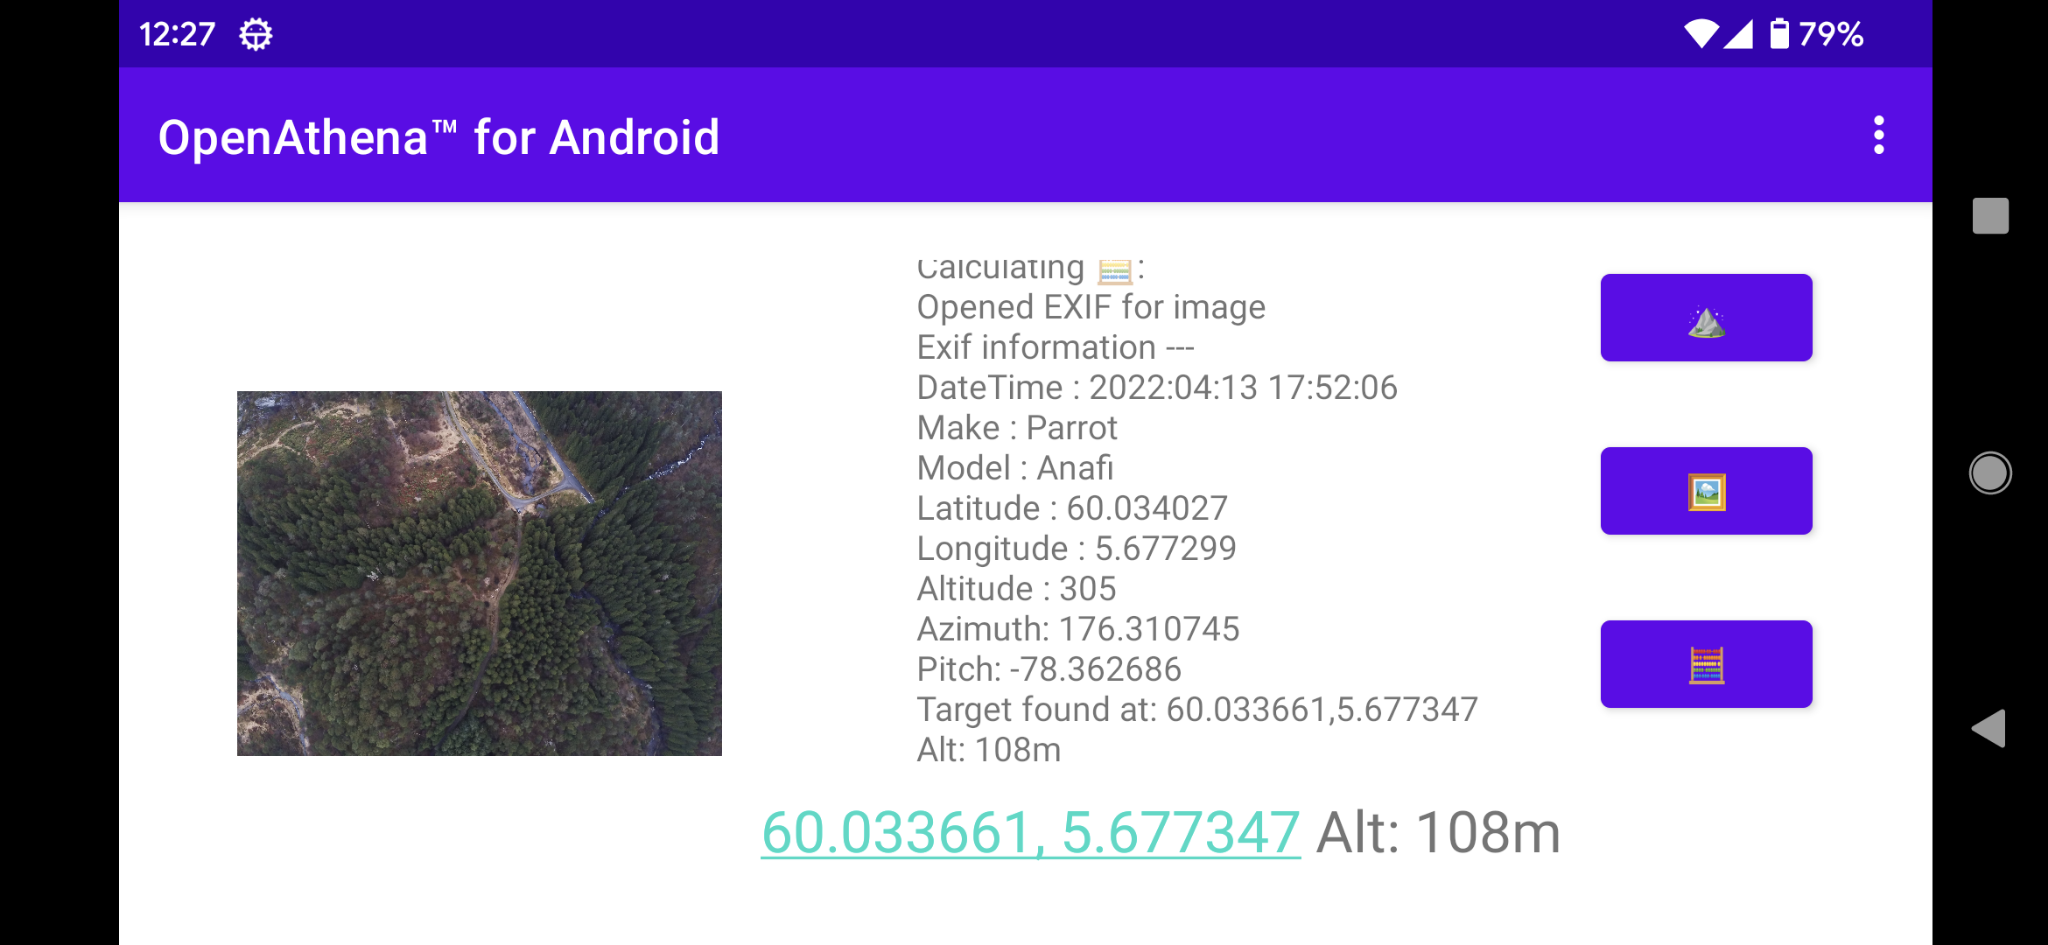 12:27
79%
OpenAthena™ for Android
Calculating 🧮:
Opened EXIF for image
Exif information ---
DateTime : 2022:04:13 17:52:06
Make : Parrot
Model : Anafi
Latitude : 60.034027
Longitude : 5.677299
Altitude : 305
Azimuth: 176.310745
Pitch: -78.362686
Target found at: 60.033661,5.677347
Alt: 108m
60.033661, 5.677347 Alt: 108m